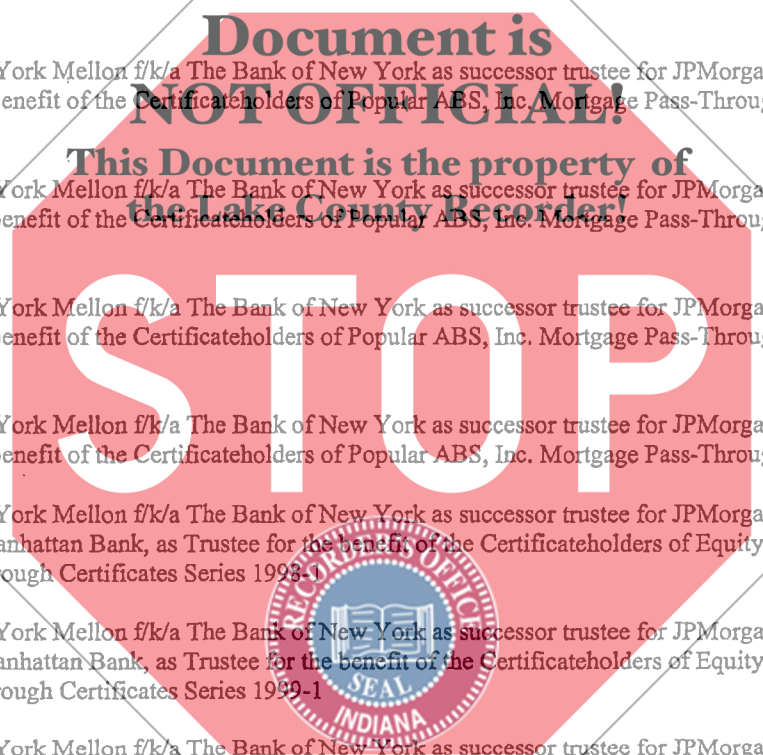 Document is
York Mellon f/k/a The Bank of New York as successor trustee for JPMorga
enefit of the Certificateholders of Popular ABS, Inc. Mortgage Pass-Throug
NOT OFFICIAL!
This Document is the property of
York Mellon f/k/a The Bank of New York as successor trustee for JPMorga
the Lake County Recorder!
enefit of the Certificateholders of Popular ABS, Inc. Mortgage Pass-Throug
STOP
York Mellon f/k/a The Bank of New York as successor trustee for JPMorga
enefit of the Certificateholders of Popular ABS, Inc. Mortgage Pass-Throug
York Mellon f/k/a The Bank of New York as successor trustee for JPMorga
enefit of the Certificateholders of Popular ABS, Inc. Mortgage Pass-Throug
York Mellon f/k/a The Bank of New York as successor trustee for JPMorga
anhattan Bank, as Trustee for the benefit of the Certificateholders of Equity
ough Certificates Series 1998-1
RECORDER'S OFFICE
York Mellon f/k/a The Bank of New York as successor trustee for JPMorga
anhattan Bank, as Trustee for the benefit of the Certificateholders of Equity
ough Certificates Series 1999-1
SEAL
INDIANA
York Mellon f/k/a The Bank of New York as successor trustee for JPMorga